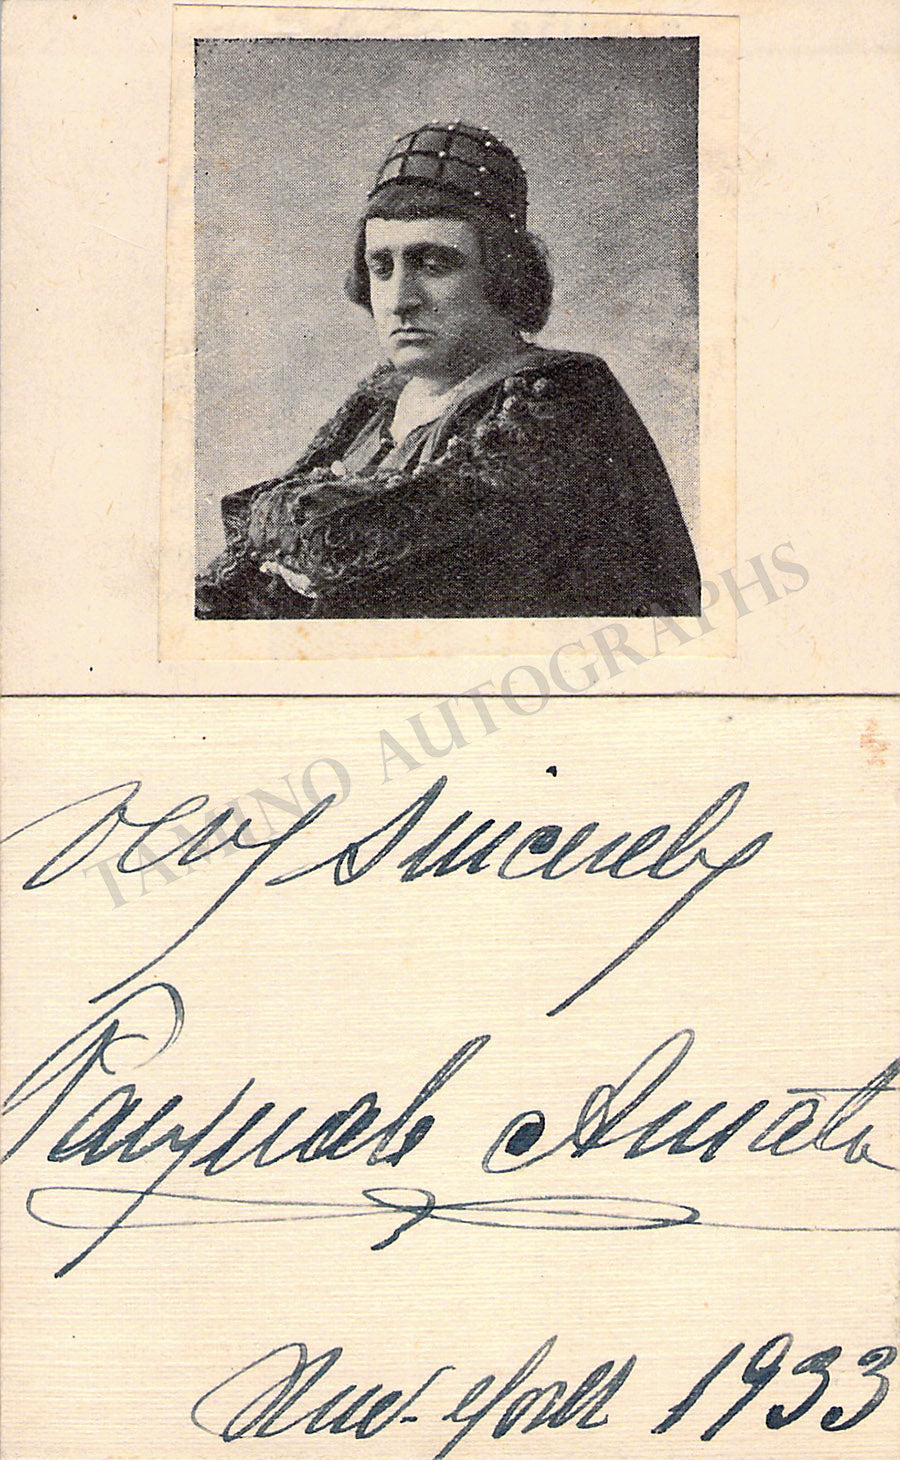 TAMINO AUTOGRAPHS
Very Sincerely
Pasquale Amato
New-York 1933